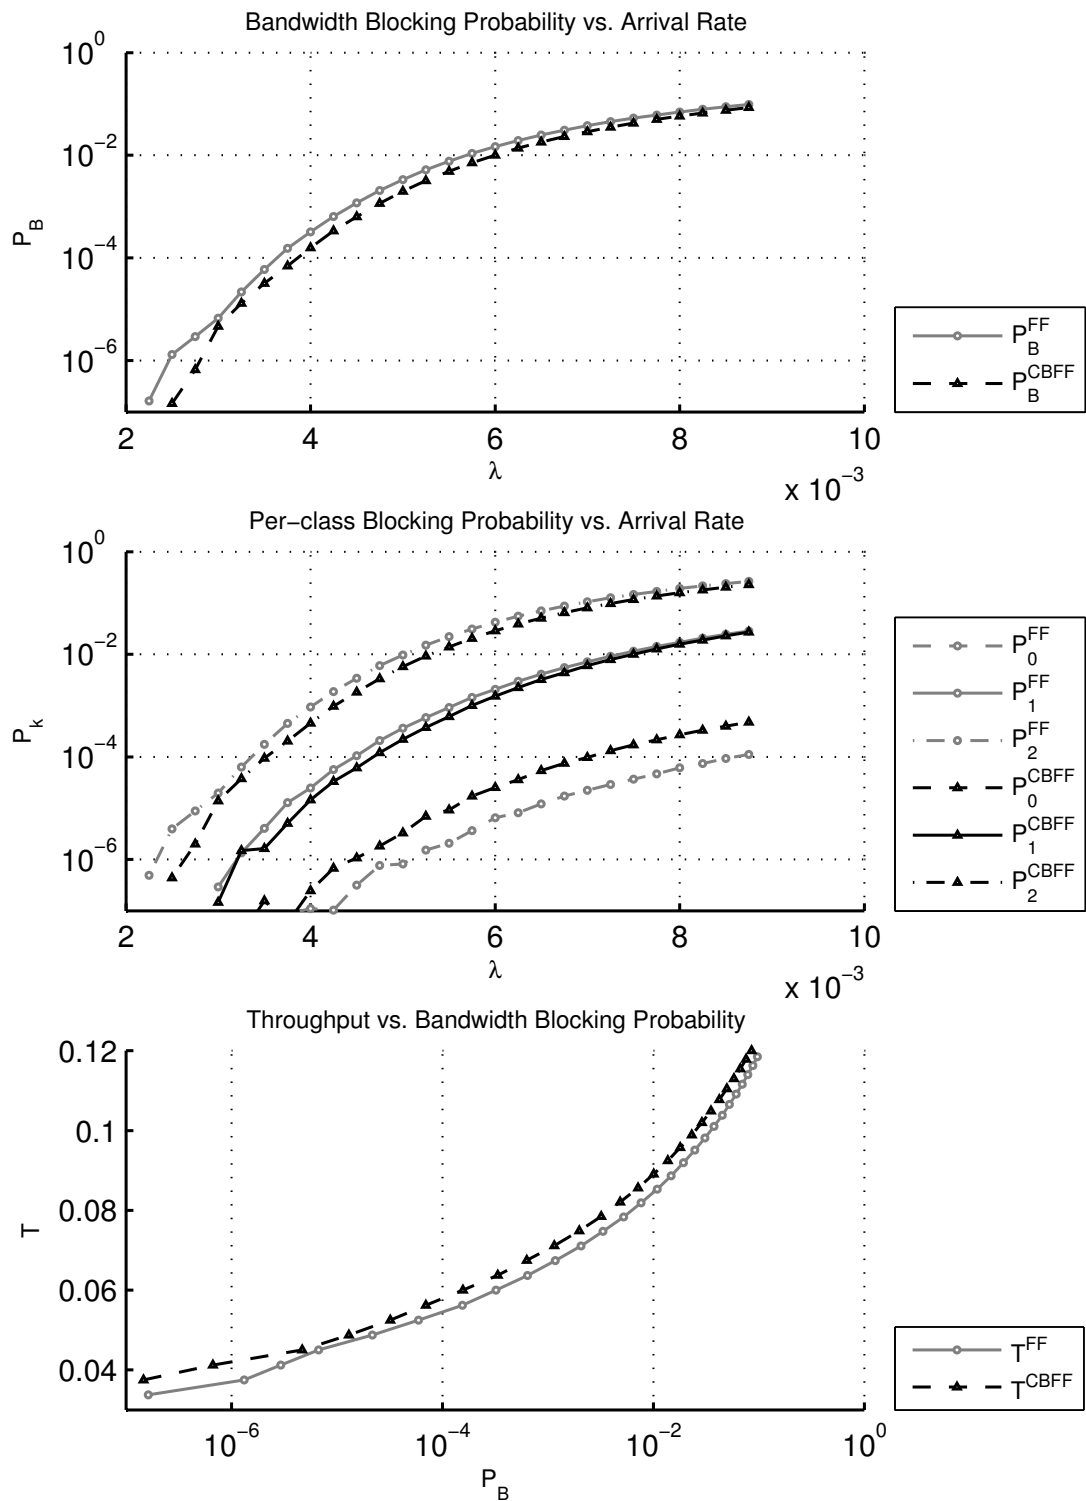 Bandwidth Blocking Probability vs. Arrival Rate
10^0
10^−2
10^−4
10^−6
P_B
2 4 6 8 10
λ
x 10^−3
P_B^FF
P_B^CBFF
Per−class Blocking Probability vs. Arrival Rate
10^0
10^−2
10^−4
10^−6
P_k
2 4 6 8 10
λ
x 10^−3
P_0^FF
P_1^FF
P_2^FF
P_0^CBFF
P_1^CBFF
P_2^CBFF
Throughput vs. Bandwidth Blocking Probability
0.12
0.1
0.08
0.06
0.04
T
10^−6 10^−4 10^−2 10^0
P_B
T^FF
T^CBFF